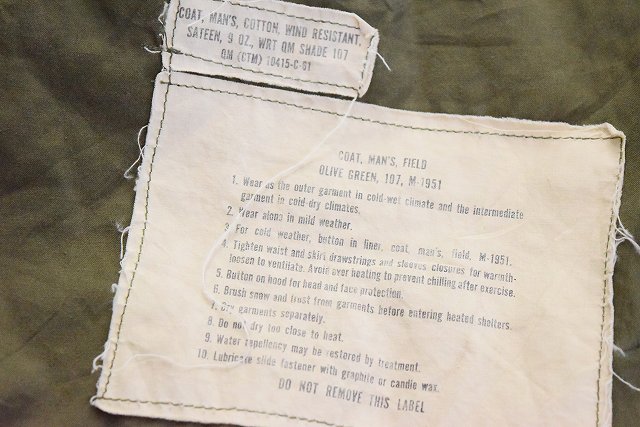 COAT, MAN'S, COTTON, WIND RESISTANT,
SATEEN, 9 OZ., WRT QM SHADE 107
QM (CTM) 10415-C-51
COAT, MAN'S, FIELD
OLIVE GREEN, 107, M-1951
1. Wear as the outer garment in cold-wet climate and the intermediate
garment in cold-dry climates.
2. Wear alone in mild weather.
3. For cold weather, button in liner, coat, man's, field, M-1951.
4. Tighten waist and skirt drawstrings and sleeves closures for warmth-
loosen to ventilate. Avoid over heating to prevent chilling after exercise.
5. Button on hood for head and face protection.
6. Brush snow and frost from garments before entering heated shelters.
7. Dry garments separately.
8. Do not dry too close to heat.
9. Water repellency may be restored by treatment.
10. Lubricate slide fastener with graphite or candle wax.
DO NOT REMOVE THIS LABEL